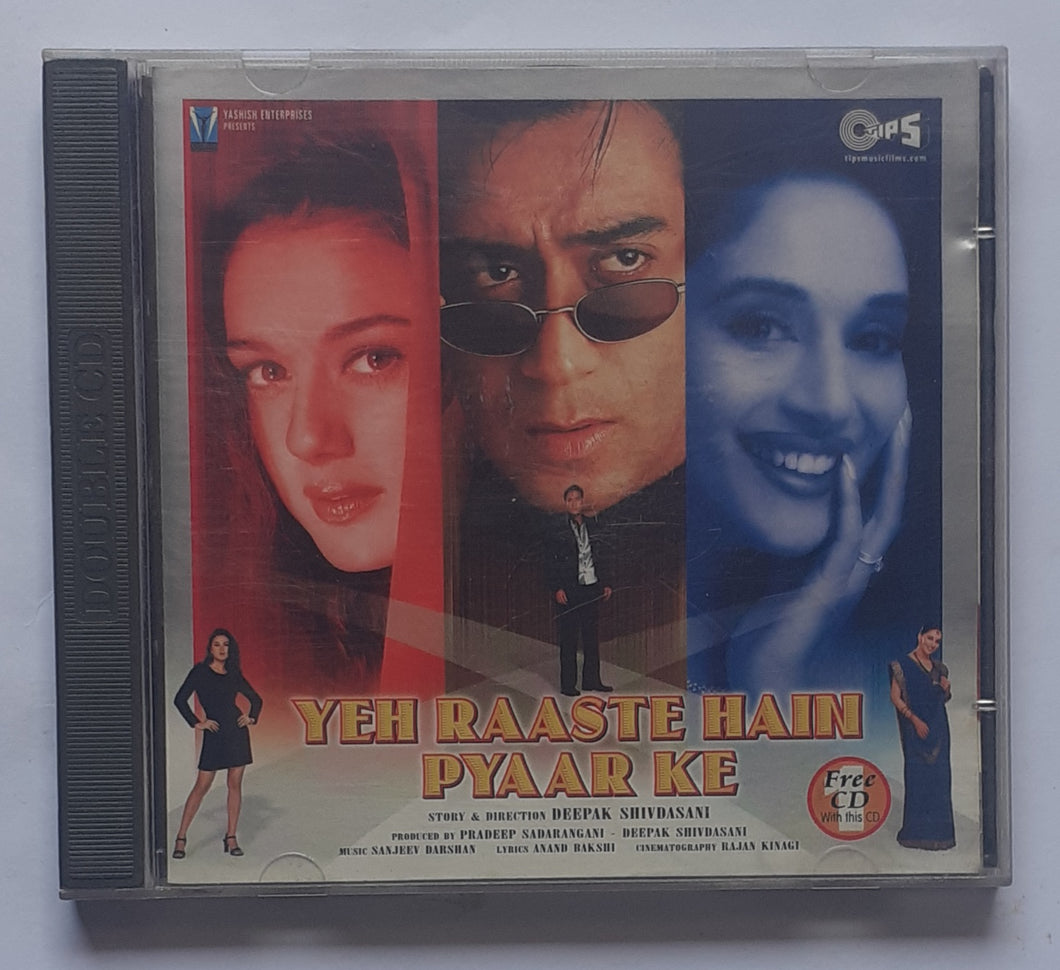 YASHISH ENTERPRISES
PRESENTS
TIPS
tipsmusicfilms.com
DOUBLE CD
YEH RAASTE HAIN
PYAAR KE
1
Free
CD
With this CD
STORY & DIRECTION DEEPAK SHIVDASANI
PRODUCED BY PRADEEP SADARANGANI - DEEPAK SHIVDASANI
MUSIC SANJEEV DARSHAN LYRICS ANAND BAKSHI CINEMATOGRAPHY RAJAN KINAGI